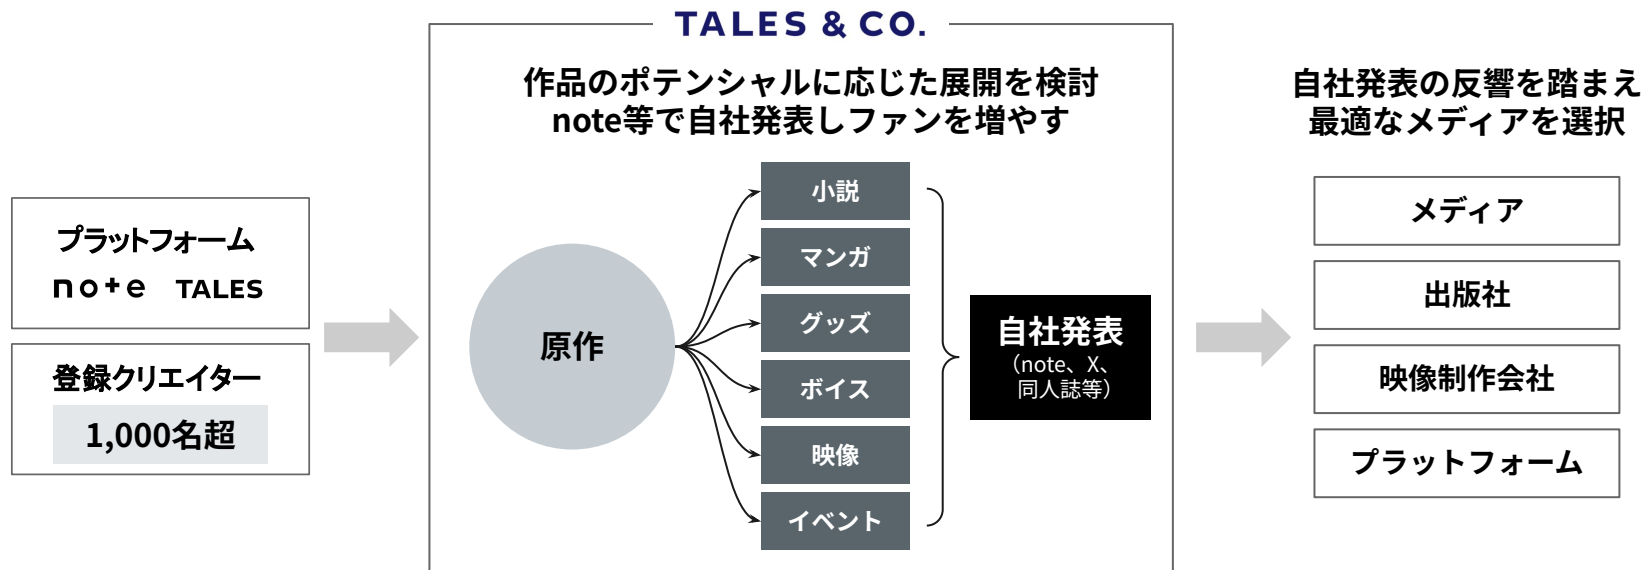 TALES & CO.
作品のポテンシャルに応じた展開を検討
note等で自社発表しファンを増やす
自社発表の反響を踏まえ
最適なメディアを選択
プラットフォーム
note TALES
登録クリエイター
1,000名超
原作
小説
マンガ
グッズ
ボイス
映像
イベント
自社発表
（note、X、
同人誌等）
メディア
出版社
映像制作会社
プラットフォーム